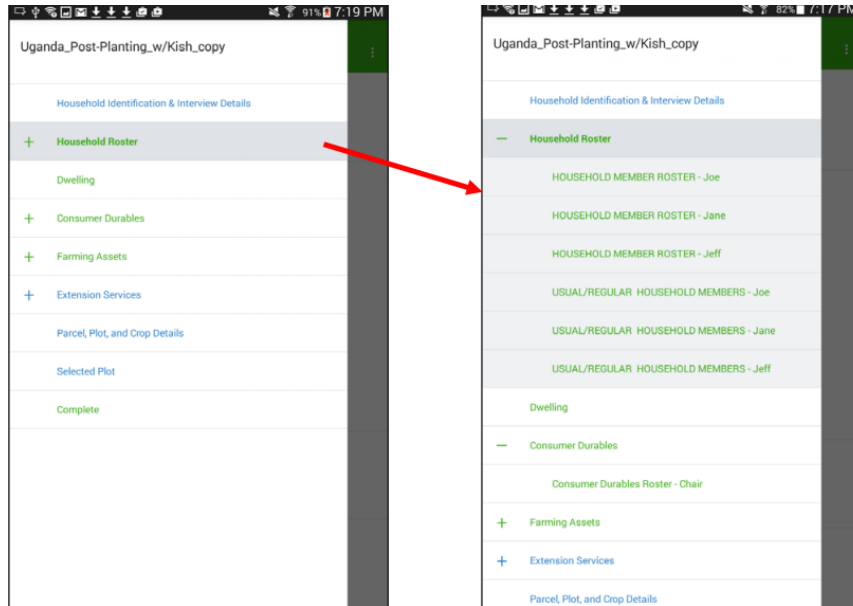 91% 7:19 PM
Uganda_Post-Planting_w/Kish_copy
Household Identification & Interview Details
+ Household Roster
Dwelling
+ Consumer Durables
+ Farming Assets
+ Extension Services
Parcel, Plot, and Crop Details
Selected Plot
Complete
82% 7:17 PM
Uganda_Post-Planting_w/Kish_copy
Household Identification & Interview Details
— Household Roster
HOUSEHOLD MEMBER ROSTER - Joe
HOUSEHOLD MEMBER ROSTER - Jane
HOUSEHOLD MEMBER ROSTER - Jeff
USUAL/REGULAR HOUSEHOLD MEMBERS - Joe
USUAL/REGULAR HOUSEHOLD MEMBERS - Jane
USUAL/REGULAR HOUSEHOLD MEMBERS - Jeff
Dwelling
— Consumer Durables
Consumer Durables Roster - Chair
+ Farming Assets
+ Extension Services
Parcel, Plot, and Crop Details